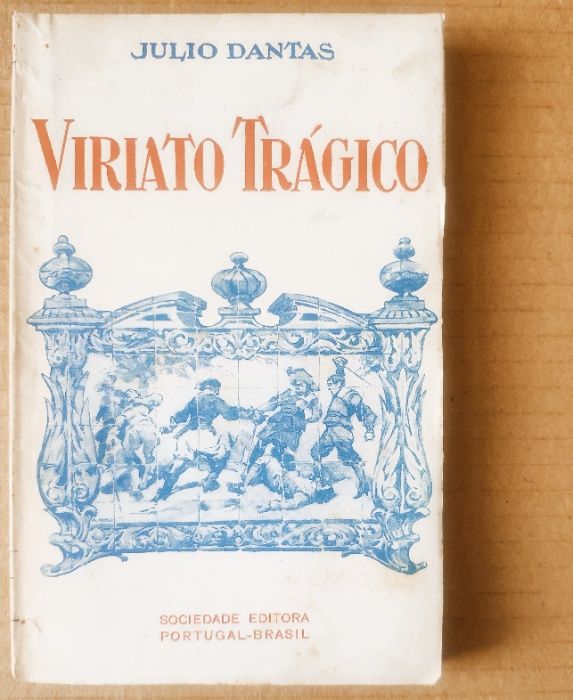 JULIO DANTAS
VIRIATO TRÁGICO
SOCIEDADE EDITORA
PORTUGAL-BRASIL